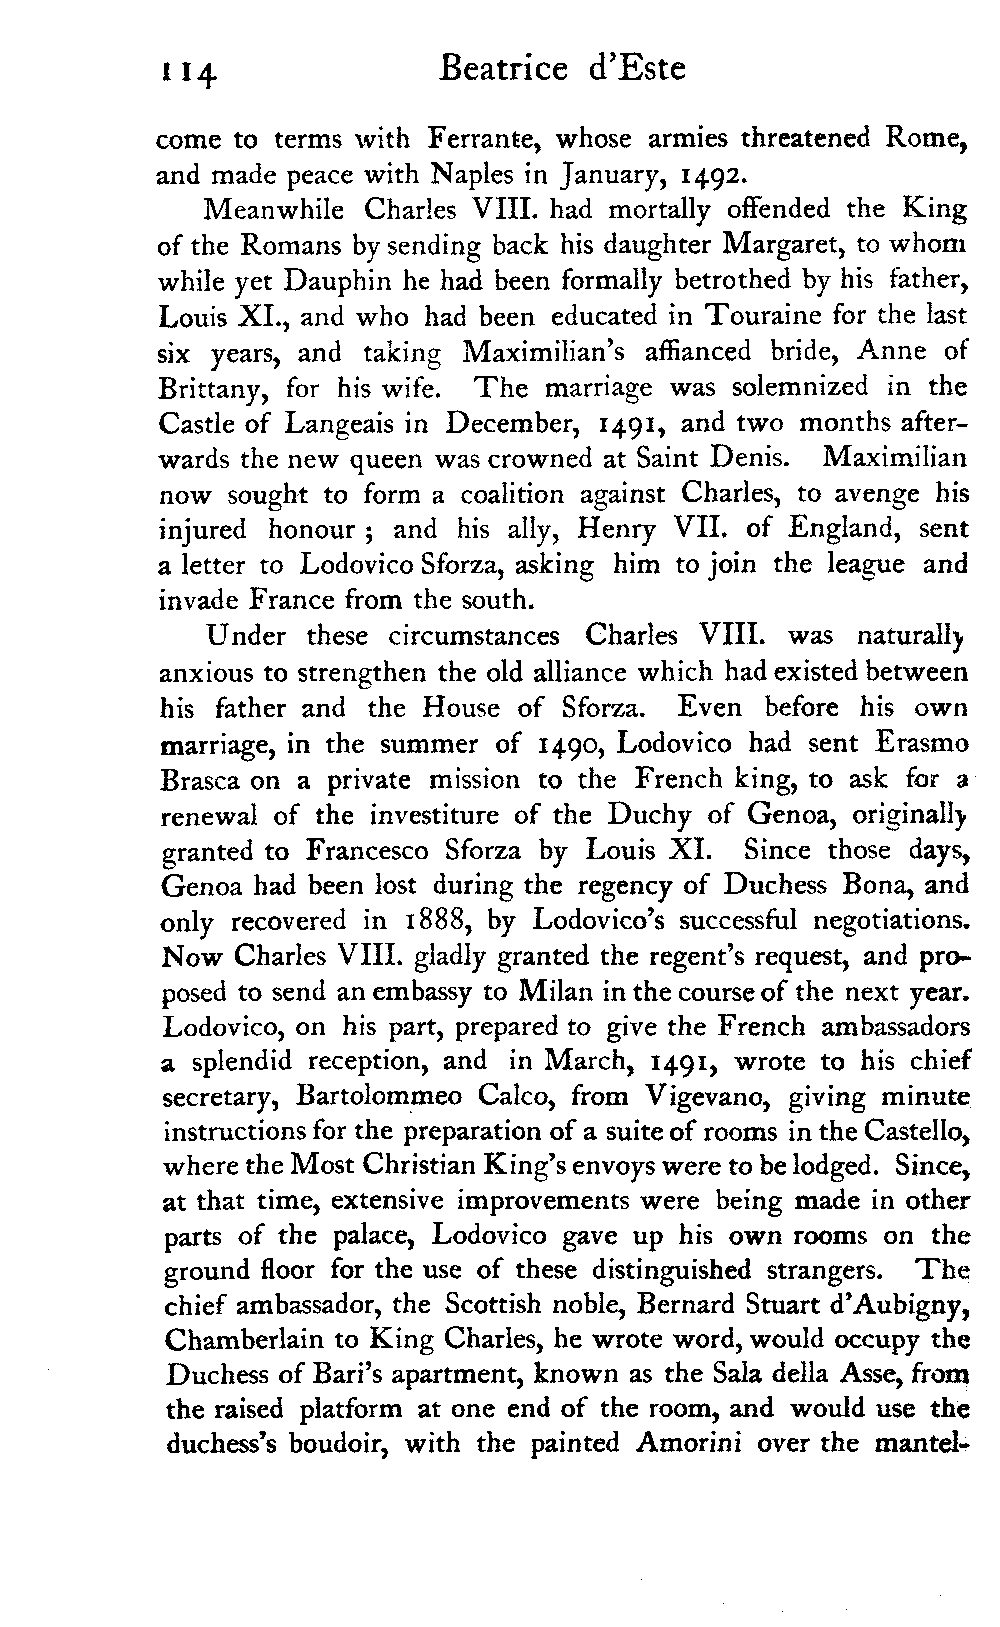 114 Beatrice d'Este
come to terms with Ferrante, whose armies threatened Rome,
and made peace with Naples in January, 1492.
Meanwhile Charles VIII. had mortally offended the King
of the Romans by sending back his daughter Margaret, to whom
while yet Dauphin he had been formally betrothed by his father,
Louis XI., and who had been educated in Touraine for the last
six years, and taking Maximilian's affianced bride, Anne of
Brittany, for his wife. The marriage was solemnized in the
Castle of Langeais in December, 1491, and two months after-
wards the new queen was crowned at Saint Denis. Maximilian
now sought to form a coalition against Charles, to avenge his
injured honour ; and his ally, Henry VII. of England, sent
a letter to Lodovico Sforza, asking him to join the league and
invade France from the south.
Under these circumstances Charles VIII. was naturally
anxious to strengthen the old alliance which had existed between
his father and the House of Sforza. Even before his own
marriage, in the summer of 1490, Lodovico had sent Erasmo
Brasca on a private mission to the French king, to ask for a
renewal of the investiture of the Duchy of Genoa, originally
granted to Francesco Sforza by Louis XI. Since those days,
Genoa had been lost during the regency of Duchess Bona, and
only recovered in 1888, by Lodovico's successful negotiations.
Now Charles VIII. gladly granted the regent's request, and pro-
posed to send an embassy to Milan in the course of the next year.
Lodovico, on his part, prepared to give the French ambassadors
a splendid reception, and in March, 1491, wrote to his chief
secretary, Bartolommeo Calco, from Vigevano, giving minute
instructions for the preparation of a suite of rooms in the Castello,
where the Most Christian King's envoys were to be lodged. Since,
at that time, extensive improvements were being made in other
parts of the palace, Lodovico gave up his own rooms on the
ground floor for the use of these distinguished strangers. The
chief ambassador, the Scottish noble, Bernard Stuart d'Aubigny,
Chamberlain to King Charles, he wrote word, would occupy the
Duchess of Bari's apartment, known as the Sala della Asse, from
the raised platform at one end of the room, and would use the
duchess's boudoir, with the painted Amorini over the mantel-